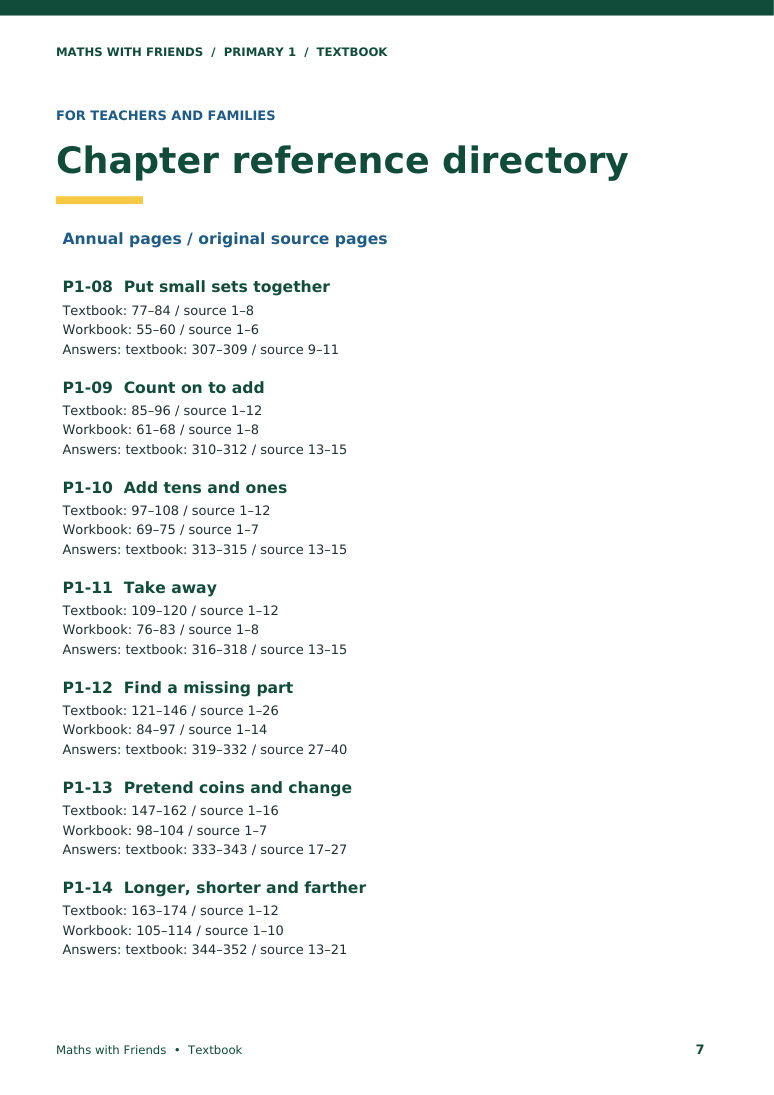 MATHS WITH FRIENDS / PRIMARY 1 / TEXTBOOK
FOR TEACHERS AND FAMILIES
Chapter reference directory
Annual pages / original source pages
P1-08 Put small sets together
Textbook: 77–84 / source 1–8
Workbook: 55–60 / source 1–6
Answers: textbook: 307–309 / source 9–11
P1-09 Count on to add
Textbook: 85–96 / source 1–12
Workbook: 61–68 / source 1–8
Answers: textbook: 310–312 / source 13–15
P1-10 Add tens and ones
Textbook: 97–108 / source 1–12
Workbook: 69–75 / source 1–7
Answers: textbook: 313–315 / source 13–15
P1-11 Take away
Textbook: 109–120 / source 1–12
Workbook: 76–83 / source 1–8
Answers: textbook: 316–318 / source 13–15
P1-12 Find a missing part
Textbook: 121–146 / source 1–26
Workbook: 84–97 / source 1–14
Answers: textbook: 319–332 / source 27–40
P1-13 Pretend coins and change
Textbook: 147–162 / source 1–16
Workbook: 98–104 / source 1–7
Answers: textbook: 333–343 / source 17–27
P1-14 Longer, shorter and farther
Textbook: 163–174 / source 1–12
Workbook: 105–114 / source 1–10
Answers: textbook: 344–352 / source 13–21
Maths with Friends • Textbook
7